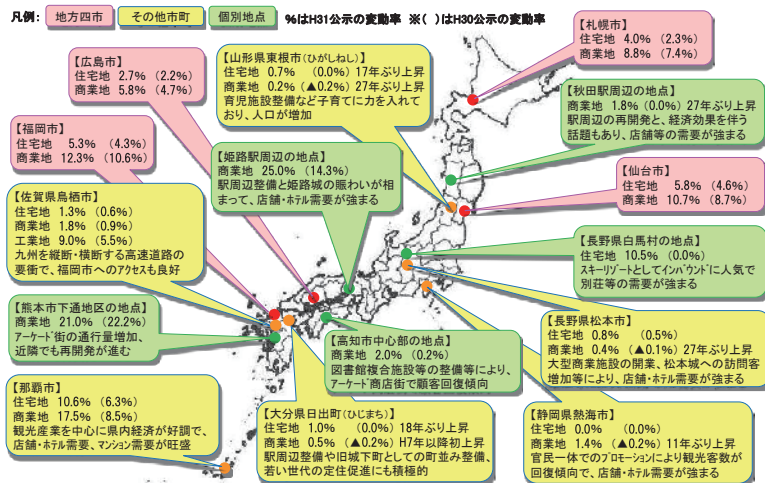 凡例: 地方四市 その他市町 個別地点 %はH31公示の変動率 ※( )はH30公示の変動率
【札幌市】
住宅地 4.0% (2.3%)
商業地 8.8% (7.4%)
【広島市】
住宅地 2.7% (2.2%)
商業地 5.8% (4.7%)
【山形県東根市(ひがしねし)】
住宅地 0.7% (0.0%) 17年ぶり上昇
商業地 0.2% (▲0.2%) 27年ぶり上昇
育児施設整備など子育てに力を入れて
おり、人口が増加
【秋田駅周辺の地点】
商業地 1.8% (0.0%) 27年ぶり上昇
駅周辺の再開発と、経済効果を伴う
話題もあり、店舗等の需要が強まる
【福岡市】
住宅地 5.3% (4.3%)
商業地 12.3% (10.6%)
【姫路駅周辺の地点】
商業地 25.0% (14.3%)
駅周辺整備と姫路城の賑わいが相
まって、店舗・ホテル需要が強まる
【仙台市】
住宅地 5.8% (4.6%)
商業地 10.7% (8.7%)
【佐賀県鳥栖市】
住宅地 1.3% (0.6%)
商業地 1.8% (0.9%)
工業地 9.0% (5.5%)
九州を縦断・横断する高速道路の
要衝で、福岡市へのアクセスも良好
【長野県白馬村の地点】
住宅地 10.5% (0.0%)
スキーリゾートとしてインバウンドに人気で
別荘等の需要が強まる
【熊本市下通地区の地点】
商業地 21.0% (22.2%)
アーケード街の通行量増加、
近隣でも再開発が進む
【高知市中心部の地点】
商業地 2.0% (0.2%)
図書館複合施設等の整備等により、
アーケード商店街で顧客回復傾向
【長野県松本市】
住宅地 0.8% (0.5%)
商業地 0.4% (▲0.1%) 27年ぶり上昇
大型商業施設の開業、松本城への訪問客
増加等により、店舗・ホテル需要が強まる
【那覇市】
住宅地 10.6% (6.3%)
商業地 17.5% (8.5%)
観光産業を中心に県内経済が好調で、
店舗・ホテル需要、マンション需要が旺盛
【大分県日出町(ひじまち)】
住宅地 1.0% (0.0%) 18年ぶり上昇
商業地 0.5% (▲0.2%) H7年以降初上昇
駅周辺整備や旧城下町としての町並み整備、
若い世代の定住促進にも積極的
【静岡県熱海市】
住宅地 0.0% (0.0%)
商業地 1.4% (▲0.2%) 11年ぶり上昇
官民一体でのプロモーションにより観光客数が
回復傾向で、店舗・ホテル需要が強まる